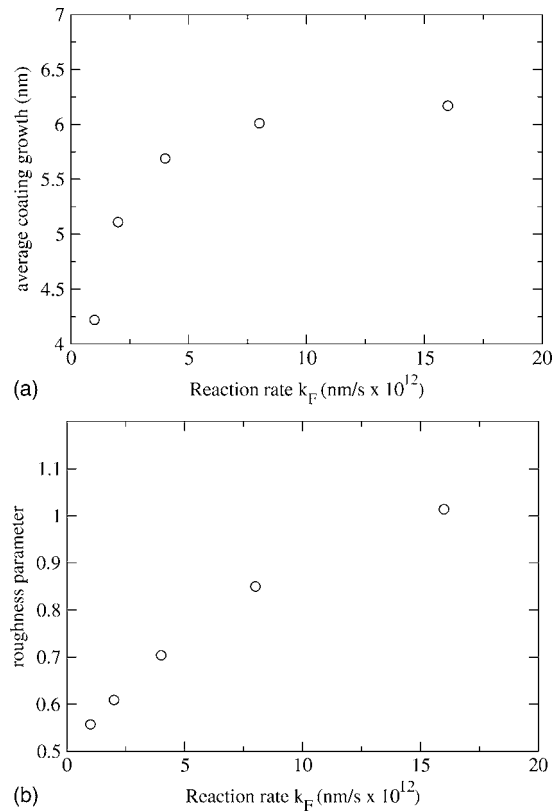 7
6.5
6
5.5
5
4.5
4
average coating growth (nm)
0 5 10 15 20
(a)
Reaction rate k_F (nm/s x 10^12)
1.1
1
0.9
0.8
0.7
0.6
0.5
roughness parameter
0 5 10 15 20
(b)
Reaction rate k_F (nm/s x 10^12)